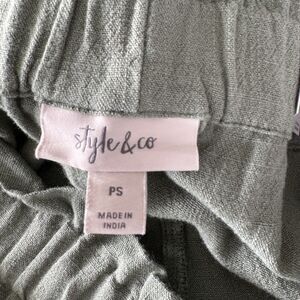 style & co
PS
MADE IN
INDIA